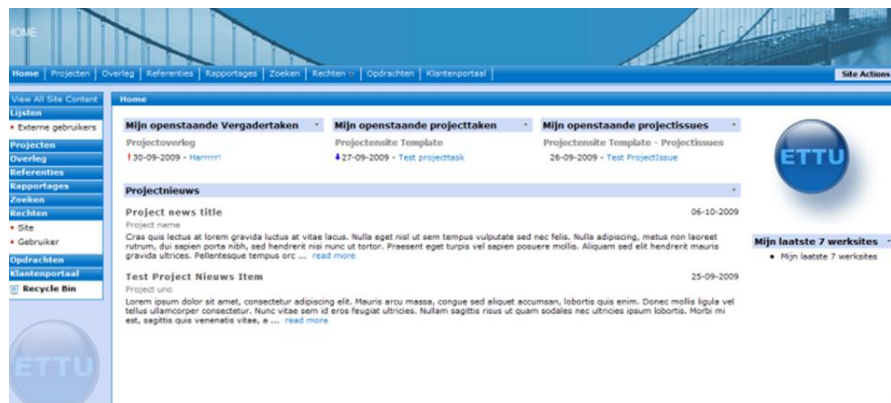 HOME
Home Projecten Overleg Referenties Rapportages Zoeken Rechten Opdrachten Klantenportaal Site Actions
View All Site Content
Lijsten
Externe gebruikers
Projecten
Overleg
Referenties
Rapportages
Zoeken
Rechten
Site
Gebruiker
Opdrachten
Klantenportaal
Recycle Bin
ETTU
Home
Mijn openstaande Vergadertaken
Projectoverleg
! 30-09-2009 - Harrrrr!
Mijn openstaande projecttaken
Projectensite Template
27-09-2009 - Test projecttask
Mijn openstaande projectissues
Projectensite Template - Projectissues
26-09-2009 - Test ProjectIssue
Projectnieuws
Project news title 06-10-2009
Project name
Cras quis lectus at lorem gravida luctus at vitae lacus. Nulla eget nisl ut sem tempus vulputate sed nec felis. Nulla adipiscing, metus non laoreet
rutrum, dui sapien porta nibh, sed hendrerit nisi nunc ut tortor. Praesent eget turpis vel sapien posuere mollis. Aliquam sed elit hendrerit mauris
gravida ultrices. Pellentesque tempus orc ... read more
Test Project Nieuws Item 25-09-2009
Project uno
Lorem ipsum dolor sit amet, consectetur adipiscing elit. Mauris arcu massa, congue sed aliquet accumsan, lobortis quis enim. Donec mollis ligula vel
tellus ullamcorper consectetur. Nunc vitae sem id eros feugiat ultricies. Nullam sagittis risus ut quam sodales nec ultricies ipsum lobortis. Morbi mi
est, sagittis quis venenatis vitae, a ... read more
ETTU
Mijn laatste 7 werksites
Mijn laatste 7 werksites